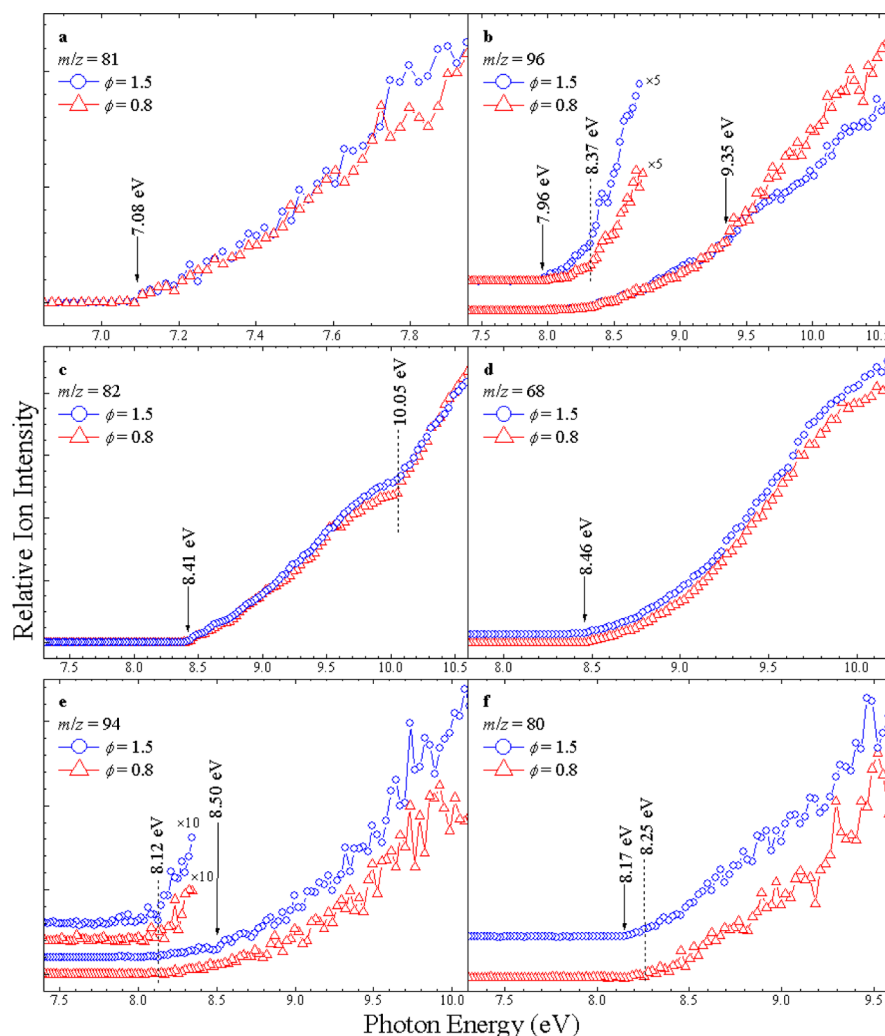 a
m/z = 81
ϕ = 1.5
ϕ = 0.8
7.08 eV
7.0 7.2 7.4 7.6 7.8
b
m/z = 96
ϕ = 1.5
ϕ = 0.8
×5
×5
7.96 eV
8.37 eV
9.35 eV
7.5 8.0 8.5 9.0 9.5 10.0 10.5
c
m/z = 82
ϕ = 1.5
ϕ = 0.8
8.41 eV
10.05 eV
7.5 8.0 8.5 9.0 9.5 10.0 10.5
d
m/z = 68
ϕ = 1.5
ϕ = 0.8
8.46 eV
8.0 8.5 9.0 9.5 10.0
e
m/z = 94
ϕ = 1.5
ϕ = 0.8
×10
×10
8.12 eV
8.50 eV
7.5 8.0 8.5 9.0 9.5 10.0
f
m/z = 80
ϕ = 1.5
ϕ = 0.8
8.17 eV
8.25 eV
7.5 8.0 8.5 9.0 9.5
Relative Ion Intensity
Photon Energy (eV)